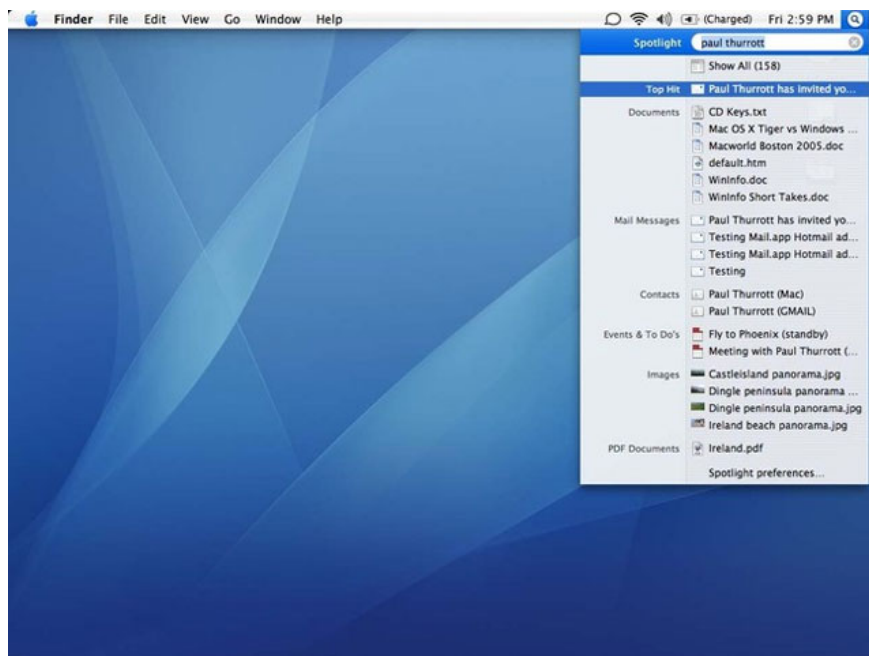 Finder File Edit View Go Window Help (Charged) Fri 2:59 PM
Spotlight paul thurrott
Show All (158)
Top Hit Paul Thurrott has invited yo...
Documents CD Keys.txt
Mac OS X Tiger vs Windows ...
Macworld Boston 2005.doc
default.htm
WinInfo.doc
WinInfo Short Takes.doc
Mail Messages Paul Thurrott has invited yo...
Testing Mail.app Hotmail ad...
Testing Mail.app Hotmail ad...
Testing
Contacts Paul Thurrott (Mac)
Paul Thurrott (GMAIL)
Events & To Do's Fly to Phoenix (standby)
Meeting with Paul Thurrott (...
Images Castleisland panorama.jpg
Dingle peninsula panorama ...
Dingle peninsula panorama.jpg
Ireland beach panorama.jpg
PDF Documents Ireland.pdf
Spotlight preferences...